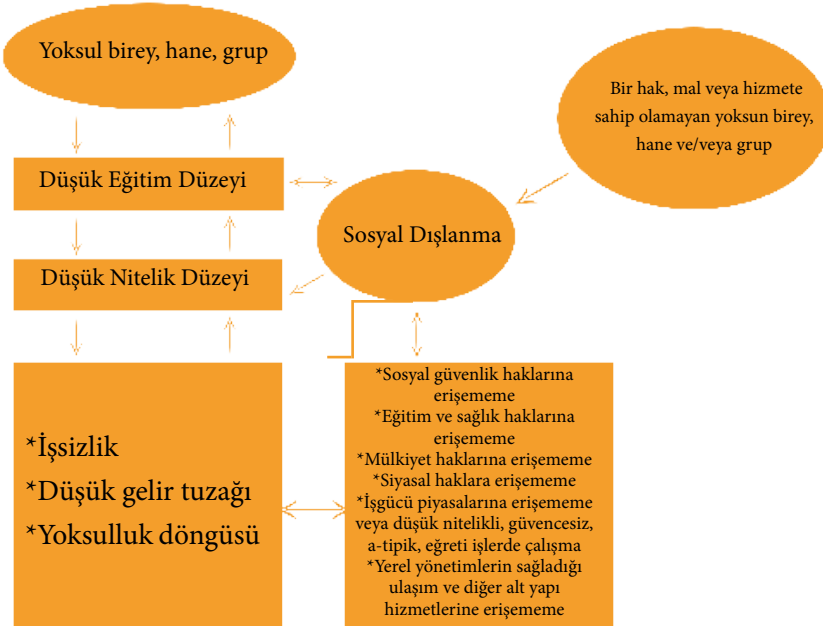 Yoksul birey, hane, grup
Bir hak, mal veya hizmete
sahip olamayan yoksun birey,
hane ve/veya grup
Düşük Eğitim Düzeyi
Sosyal Dışlanma
Düşük Nitelik Düzeyi
*İşsizlik
*Düşük gelir tuzağı
*Yoksulluk döngüsü
*Sosyal güvenlik haklarına
erişememe
*Eğitim ve sağlık haklarına
erişememe
*Mülkiyet haklarına erişememe
*Siyasal haklara erişememe
*İşgücü piyasalarına erişememe
veya düşük nitelikli, güvencesiz,
a-tipik, eğreti işlerde çalışma
*Yerel yönetimlerin sağladığı
ulaşım ve diğer alt yapı
hizmetlerine erişememe